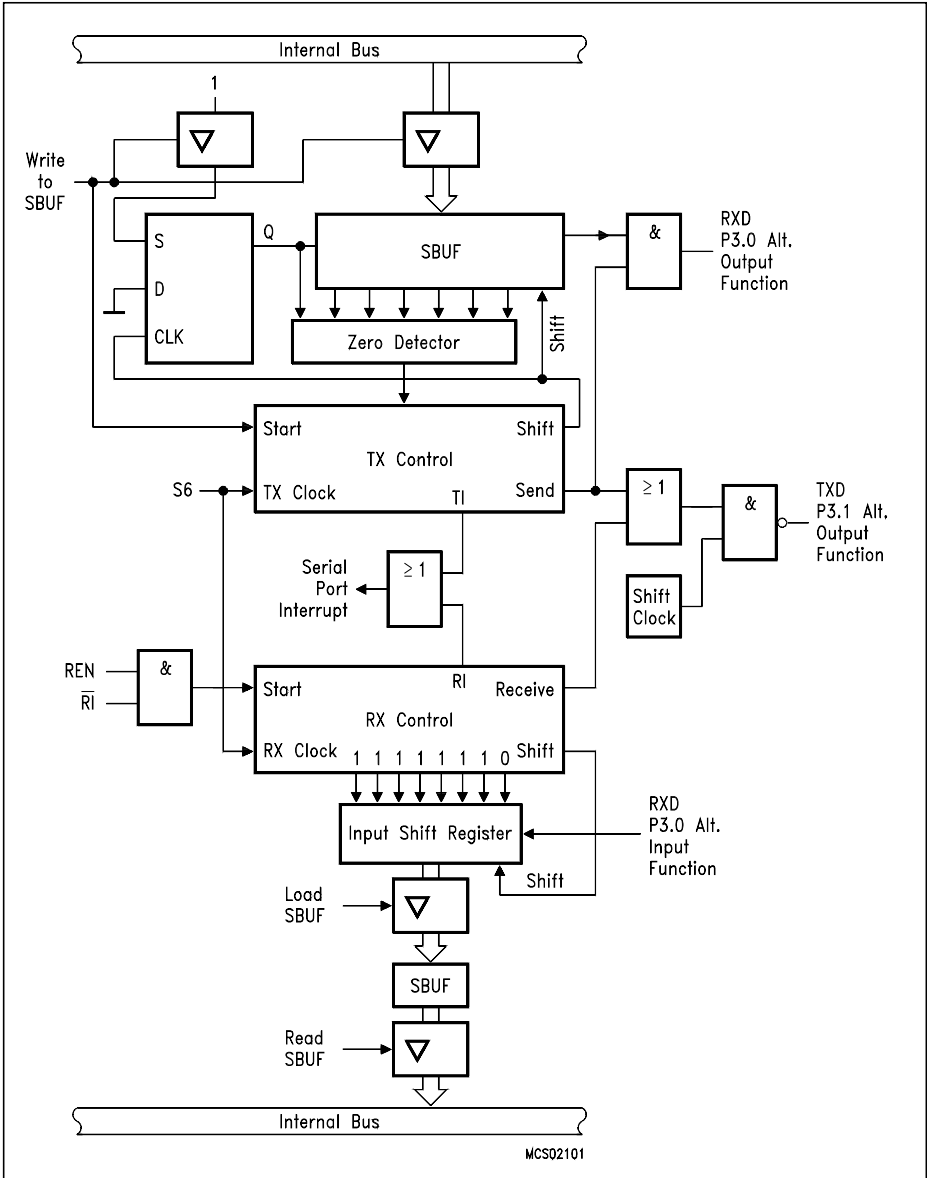 Internal Bus
1
Write
to
SBUF
S
D
CLK
Q
SBUF
&
RXD
P3.0 Alt.
Output
Function
Zero Detector
Shift
Start
Shift
TX Control
S6
TX Clock
TI
Send
≥ 1
&
TXD
P3.1 Alt.
Output
Function
Serial
Port
Interrupt
≥ 1
Shift
Clock
REN
R̅I̅
&
Start
RI
Receive
RX Control
RX Clock
1 1 1 1 1 1 1 0
Shift
Input Shift Register
RXD
P3.0 Alt.
Input
Function
Shift
Load
SBUF
SBUF
Read
SBUF
Internal Bus
MCS02101